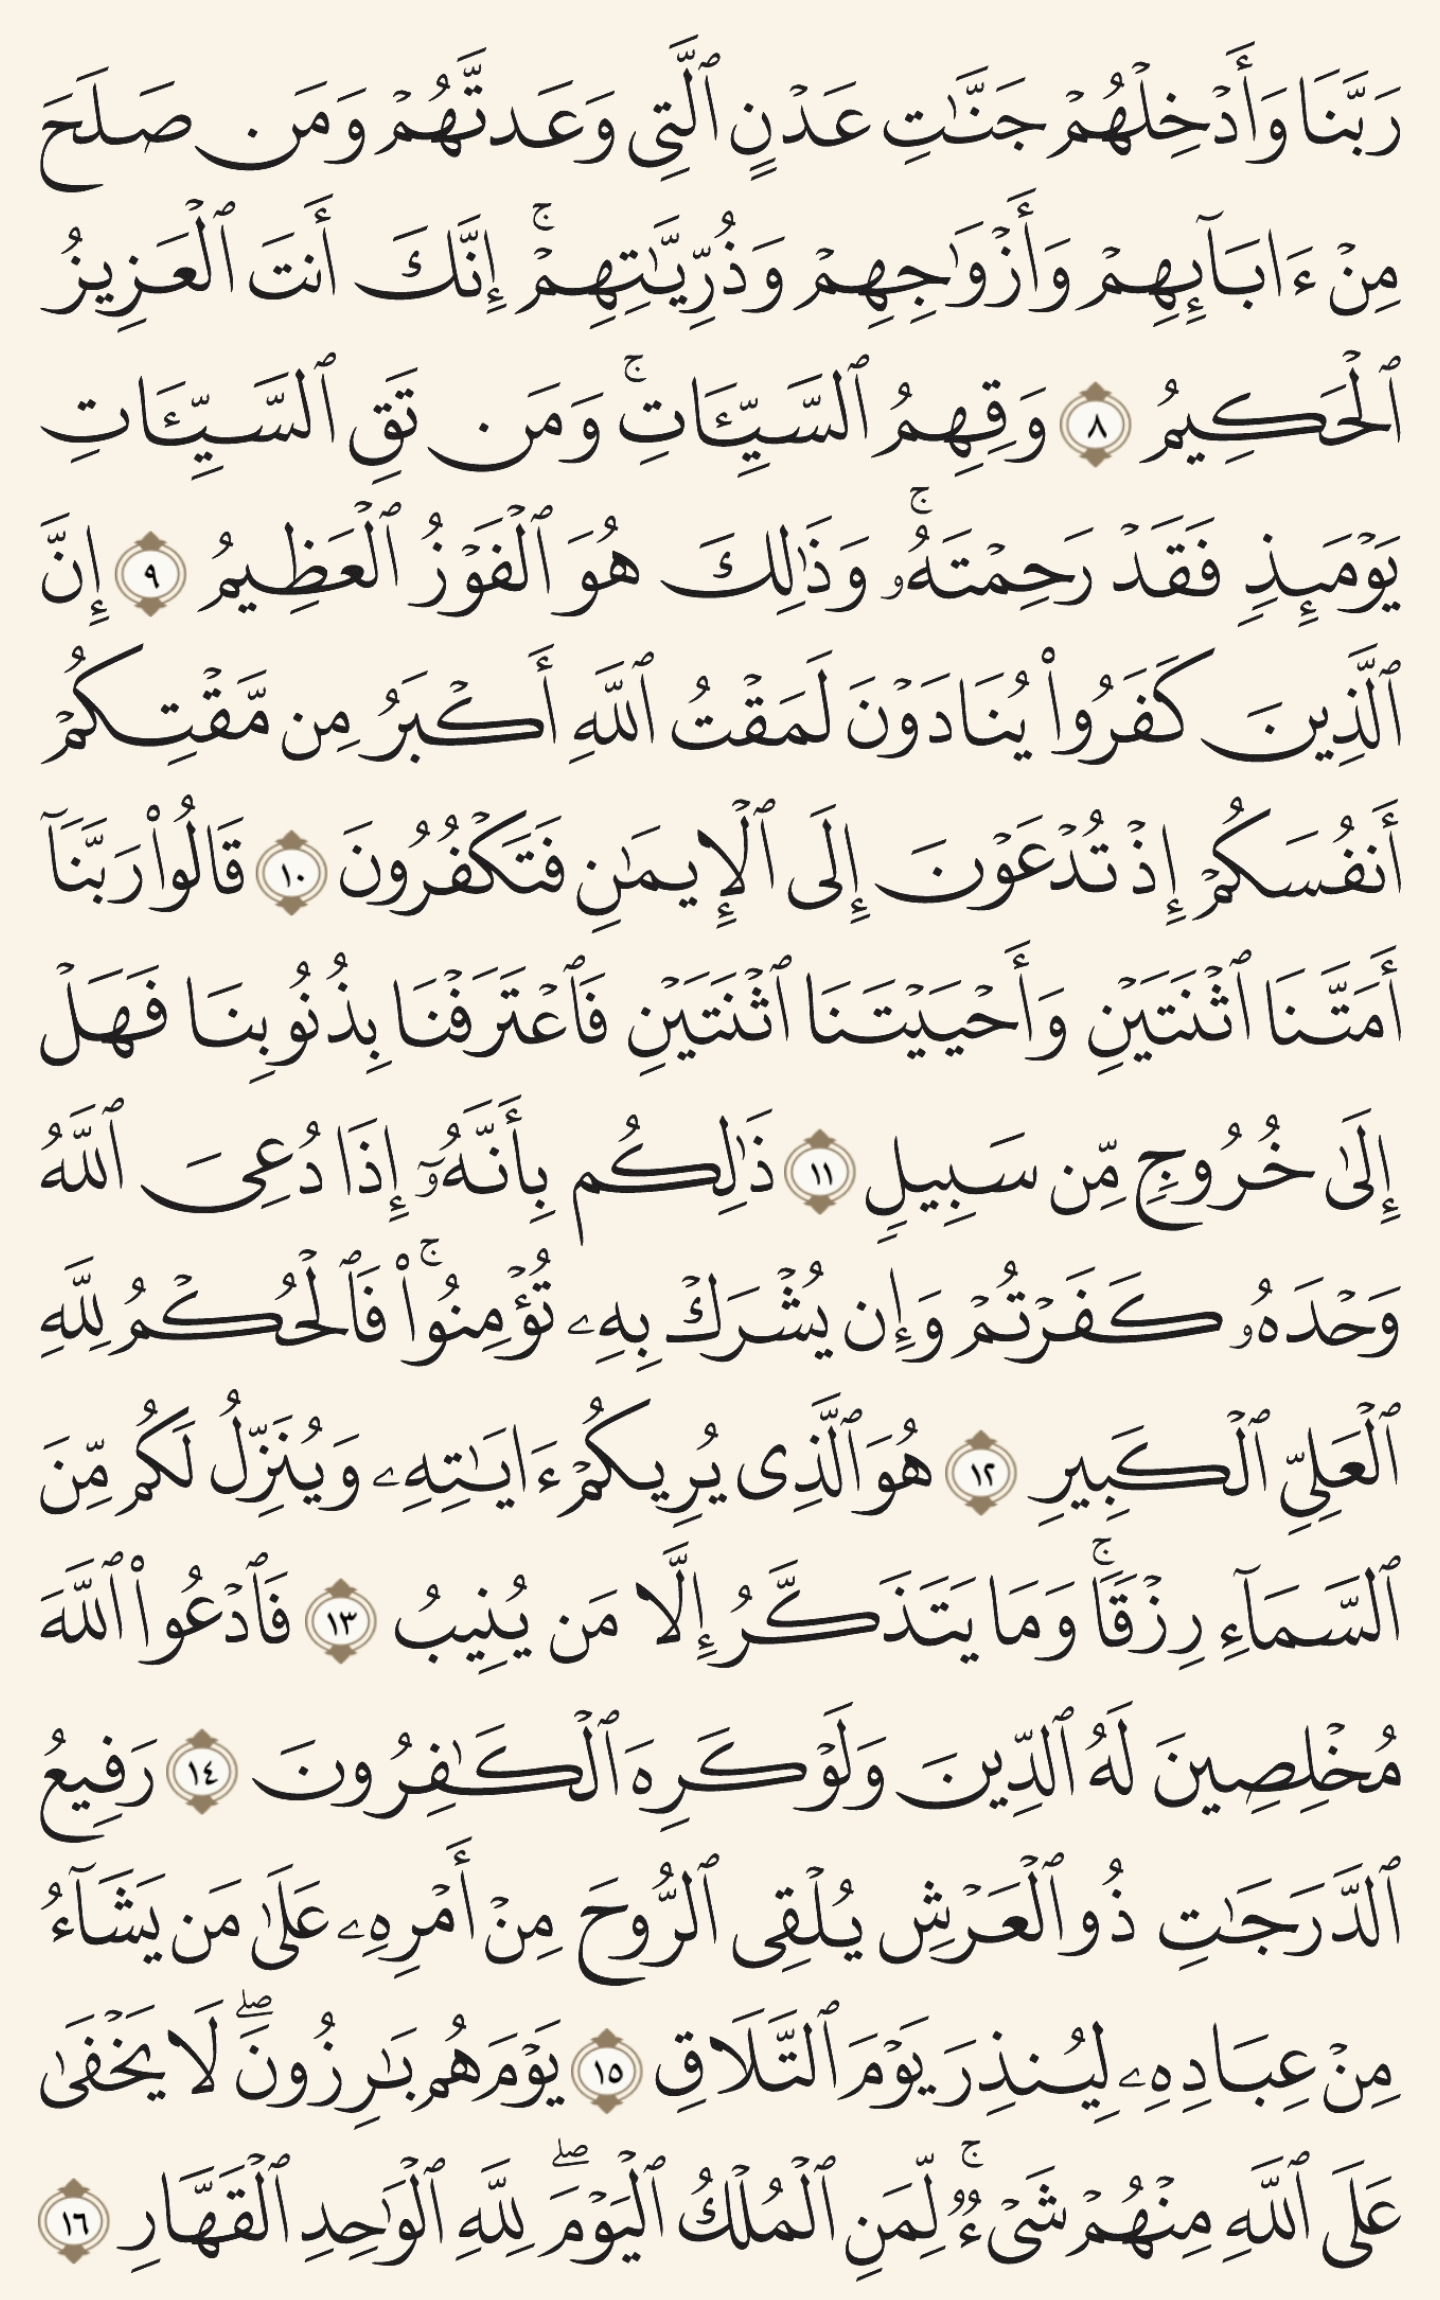 رَبَّنَا وَأَدْخِلْهُمْ جَنَّٰتِ عَدْنٍ ٱلَّتِى وَعَدتَّهُمْ وَمَن صَلَحَ
مِنْ ءَابَآئِهِمْ وَأَزْوَٰجِهِمْ وَذُرِّيَّٰتِهِمْ ۚ إِنَّكَ أَنتَ ٱلْعَزِيزُ
ٱلْحَكِيمُ ٨ وَقِهِمُ ٱلسَّيِّـَٔاتِ ۚ وَمَن تَقِ ٱلسَّيِّـَٔاتِ
يَوْمَئِذٍ فَقَدْ رَحِمْتَهُۥ ۚ وَذَٰلِكَ هُوَ ٱلْفَوْزُ ٱلْعَظِيمُ ٩ إِنَّ
ٱلَّذِينَ كَفَرُوا۟ يُنَادَوْنَ لَمَقْتُ ٱللَّهِ أَكْبَرُ مِن مَّقْتِكُمْ
أَنفُسَكُمْ إِذْ تُدْعَوْنَ إِلَى ٱلْإِيمَٰنِ فَتَكْفُرُونَ ١٠ قَالُوا۟ رَبَّنَآ
أَمَتَّنَا ٱثْنَتَيْنِ وَأَحْيَيْتَنَا ٱثْنَتَيْنِ فَٱعْتَرَفْنَا بِذُنُوبِنَا فَهَلْ
إِلَىٰ خُرُوجٍ مِّن سَبِيلٍ ١١ ذَٰلِكُم بِأَنَّهُۥٓ إِذَا دُعِىَ ٱللَّهُ
وَحْدَهُۥ كَفَرْتُمْ وَإِن يُشْرَكْ بِهِۦ تُؤْمِنُوا۟ ۚ فَٱلْحُكْمُ لِلَّهِ
ٱلْعَلِىِّ ٱلْكَبِيرِ ١٢ هُوَ ٱلَّذِى يُرِيكُمْ ءَايَٰتِهِۦ وَيُنَزِّلُ لَكُم مِّنَ
ٱلسَّمَآءِ رِزْقًا ۚ وَمَا يَتَذَكَّرُ إِلَّا مَن يُنِيبُ ١٣ فَٱدْعُوا۟ ٱللَّهَ
مُخْلِصِينَ لَهُ ٱلدِّينَ وَلَوْ كَرِهَ ٱلْكَٰفِرُونَ ١٤ رَفِيعُ
ٱلدَّرَجَٰتِ ذُو ٱلْعَرْشِ يُلْقِى ٱلرُّوحَ مِنْ أَمْرِهِۦ عَلَىٰ مَن يَشَآءُ
مِنْ عِبَادِهِۦ لِيُنذِرَ يَوْمَ ٱلتَّلَاقِ ١٥ يَوْمَ هُم بَٰرِزُونَ ۖ لَا يَخْفَىٰ
عَلَى ٱللَّهِ مِنْهُمْ شَىْءٌ ۚ لِّمَنِ ٱلْمُلْكُ ٱلْيَوْمَ ۖ لِلَّهِ ٱلْوَٰحِدِ ٱلْقَهَّارِ ١٦